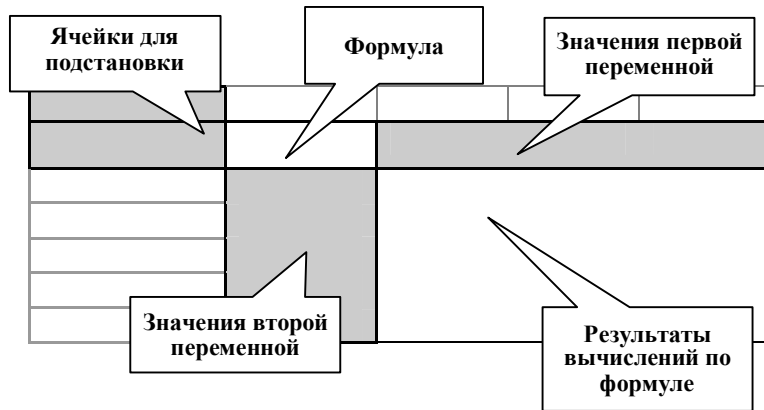 Ячейки для
подстановки
Формула
Значения первой
переменной
Значения второй
переменной
Результаты
вычислений по
формуле